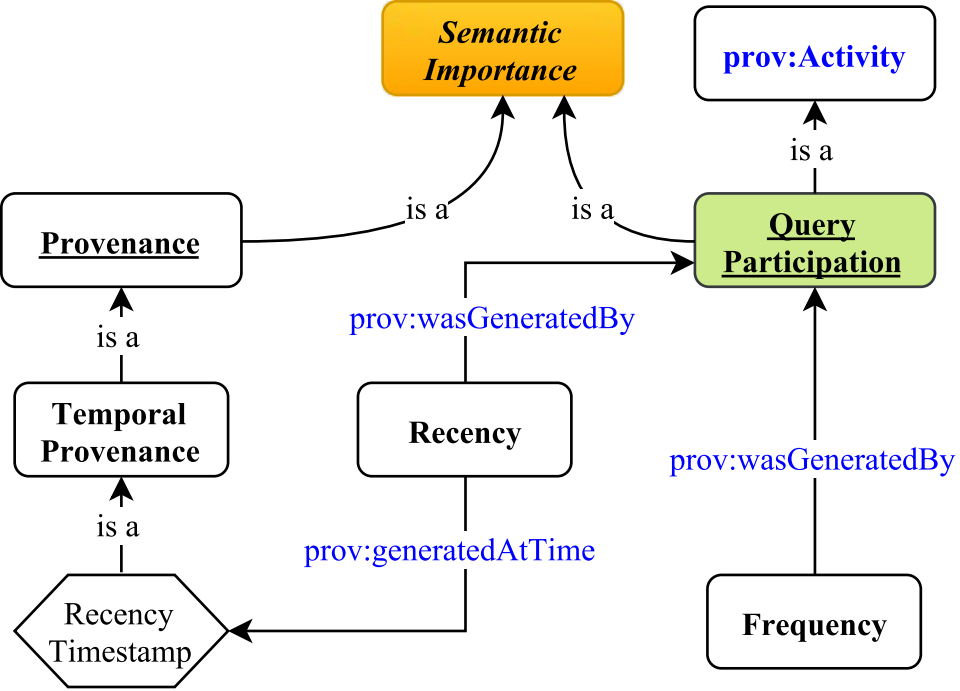 Semantic
Importance
prov:Activity
is a
is a
is a
Provenance
Query
Participation
prov:wasGeneratedBy
is a
Temporal
Provenance
Recency
prov:wasGeneratedBy
is a
prov:generatedAtTime
Recency
Timestamp
Frequency